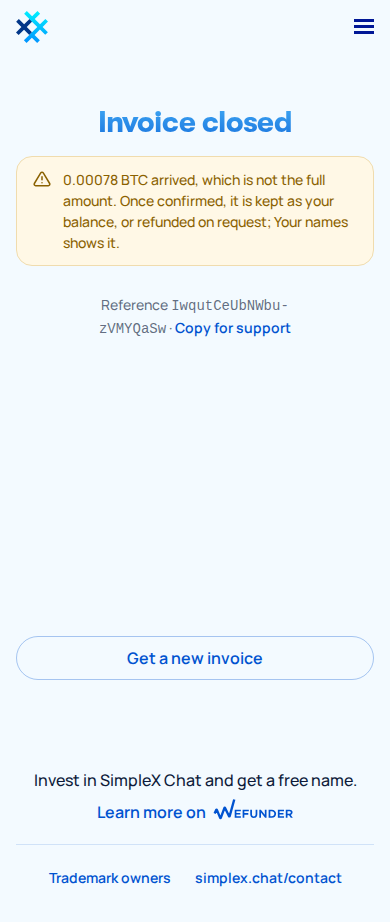 Invoice closed
0.00078 BTC arrived, which is not the full
amount. Once confirmed, it is kept as your
balance, or refunded on request; Your names
shows it.
Reference IwqutCeUbNWbu-
zVMYQaSw · Copy for support
Get a new invoice
Invest in SimpleX Chat and get a free name.
Learn more on WEFUNDER
Trademark owners simplex.chat/contact